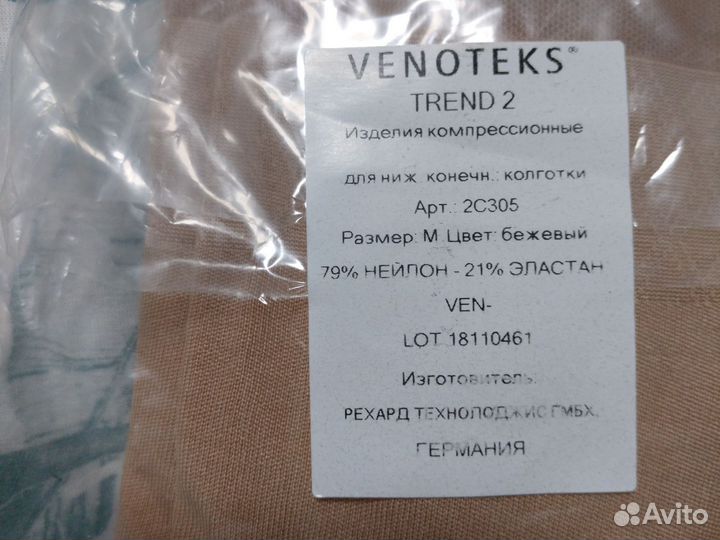 VENOTEKS®
TREND 2
Изделия компрессионные
для ниж. конечн.: колготки
Арт.: 2C305
Размер: M Цвет: бежевый
79% НЕЙЛОН - 21% ЭЛАСТАН
VEN-
LOT 18110461
Изготовитель:
РЕХАРД ТЕХНОЛОДЖИС ГМБХ,
ГЕРМАНИЯ
Avito